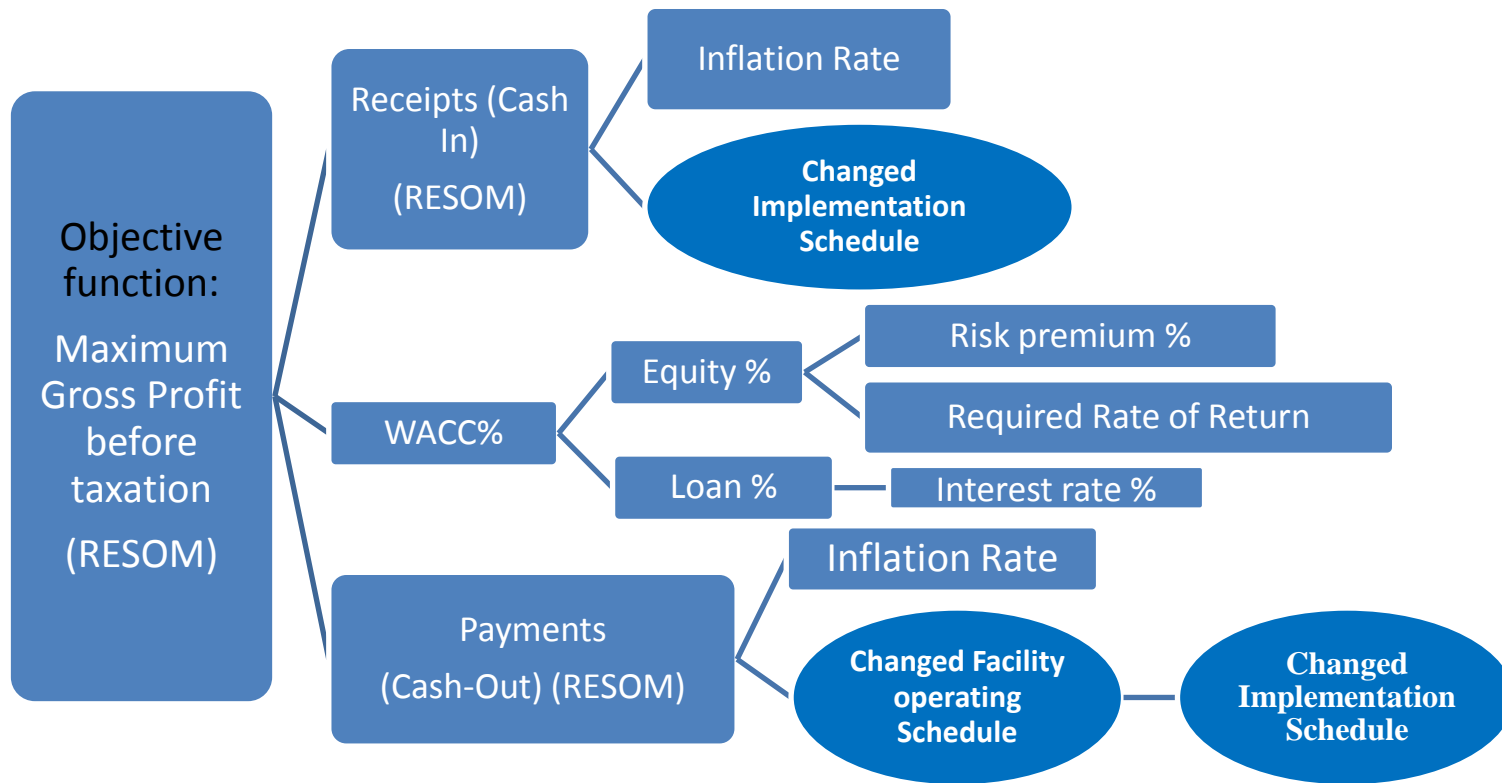 Objective
function:
Maximum
Gross Profit
before
taxation
(RESOM)
Receipts (Cash
In)
(RESOM)
Inflation Rate
Changed
Implementation
Schedule
WACC%
Equity %
Risk premium %
Required Rate of Return
Loan %
Interest rate %
Payments
(Cash-Out) (RESOM)
Inflation Rate
Changed Facility
operating
Schedule
Changed
Implementation
Schedule